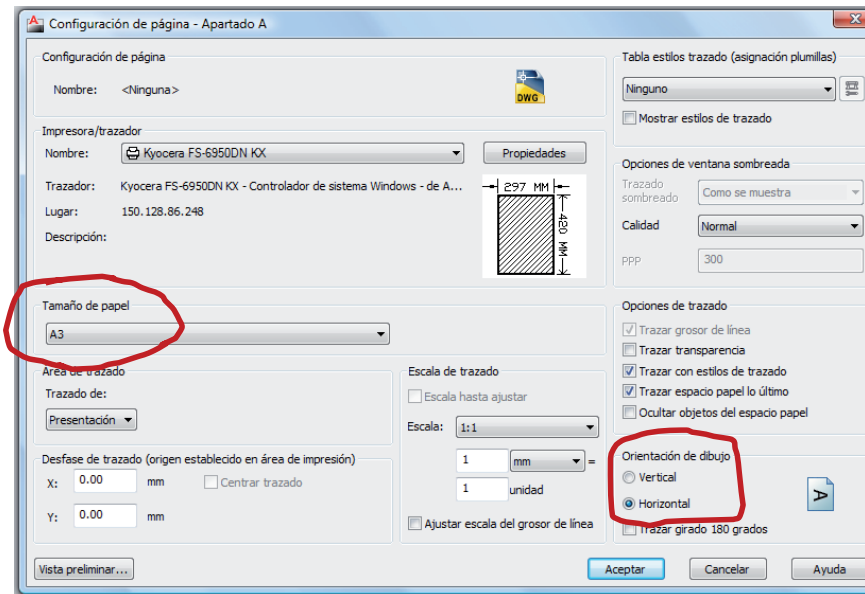 Configuración de página - Apartado A
Configuración de página
Nombre: <Ninguna>
DWG
Impresora/trazador
Nombre: Kyocera FS-6950DN KX Propiedades
Trazador: Kyocera FS-6950DN KX - Controlador de sistema Windows - de A...
Lugar: 150.128.86.248
Descripción:
297 MM
420 MM
Tamaño de papel
A3
Área de trazado
Trazado de:
Presentación
Desfase de trazado (origen establecido en área de impresión)
X: 0.00 mm Centrar trazado
Y: 0.00 mm
Escala de trazado
Escala hasta ajustar
Escala: 1:1
1 mm =
1 unidad
Ajustar escala del grosor de línea
Tabla estilos trazado (asignación plumillas)
Ninguno
Mostrar estilos de trazado
Opciones de ventana sombreada
Trazado
sombreado Como se muestra
Calidad Normal
PPP 300
Opciones de trazado
Trazar grosor de línea
Trazar transparencia
Trazar con estilos de trazado
Trazar espacio papel lo último
Ocultar objetos del espacio papel
Orientación de dibujo
Vertical
Horizontal
A
Trazar girado 180 grados
Vista preliminar... Aceptar Cancelar Ayuda